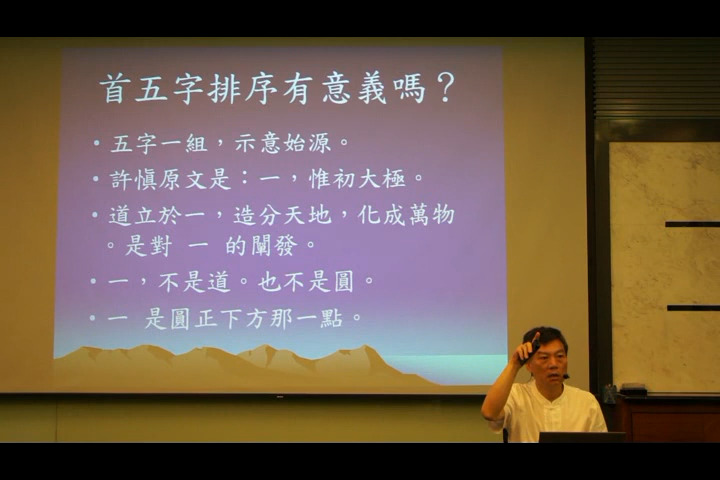 首五字排序有意義嗎？
•五字一組，示意始源。
•許慎原文是：一，惟初大極。
•道立於一，造分天地，化成萬物
。是對 一 的闡發。
•一，不是道。也不是圓。
•一 是圓正下方那一點。